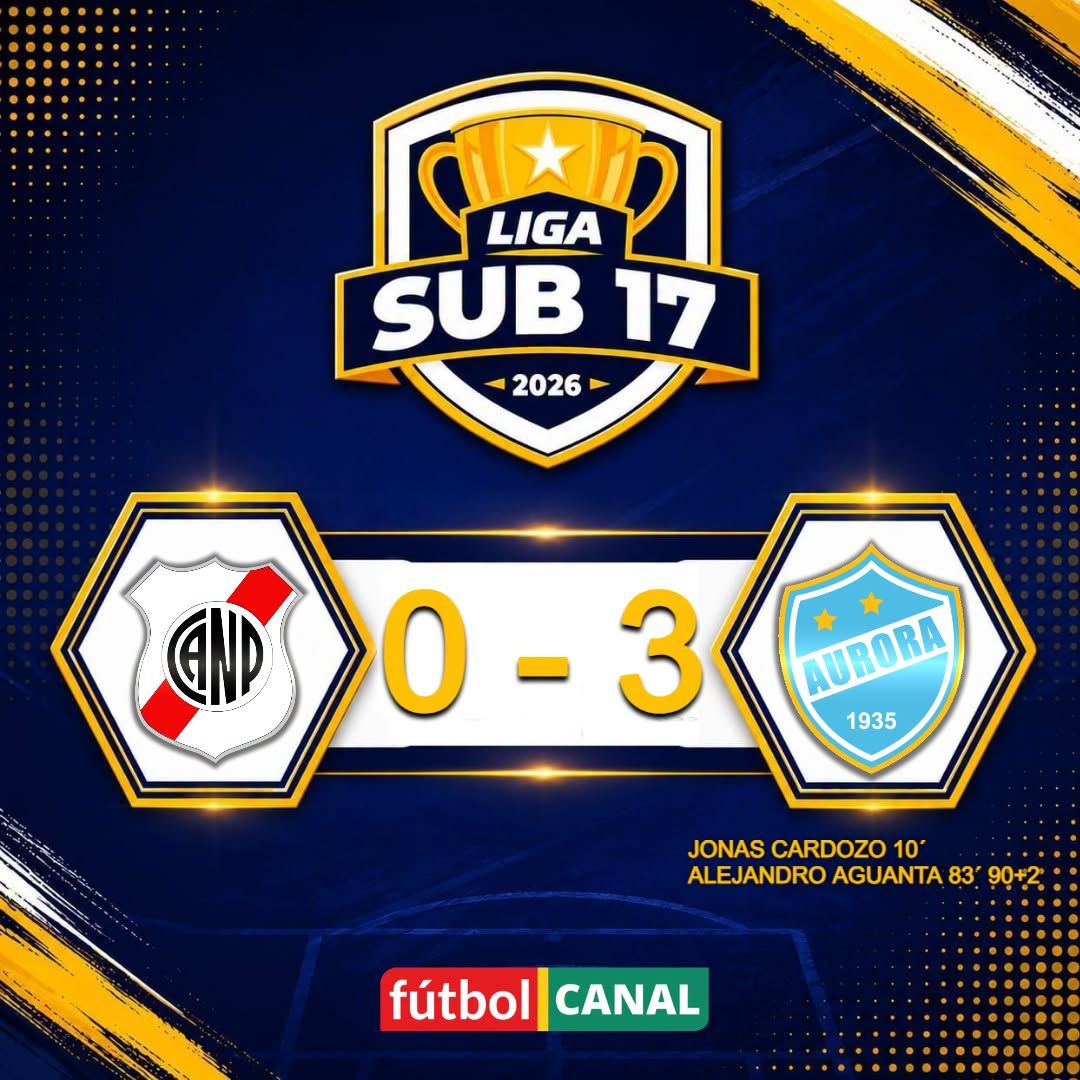 LIGA
SUB 17
2026
CANP
0 - 3
AURORA
1935
JONAS CARDOZO 10´
ALEJANDRO AGUANTA 83´ 90+2
fútbol CANAL